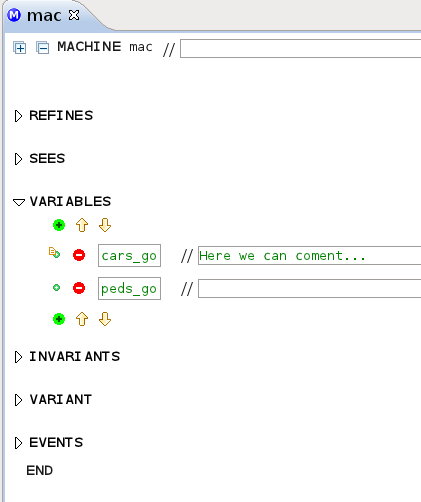 mac
MACHINE mac //
REFINES
SEES
VARIABLES
cars_go // Here we can coment...
peds_go //
INVARIANTS
VARIANT
EVENTS
END